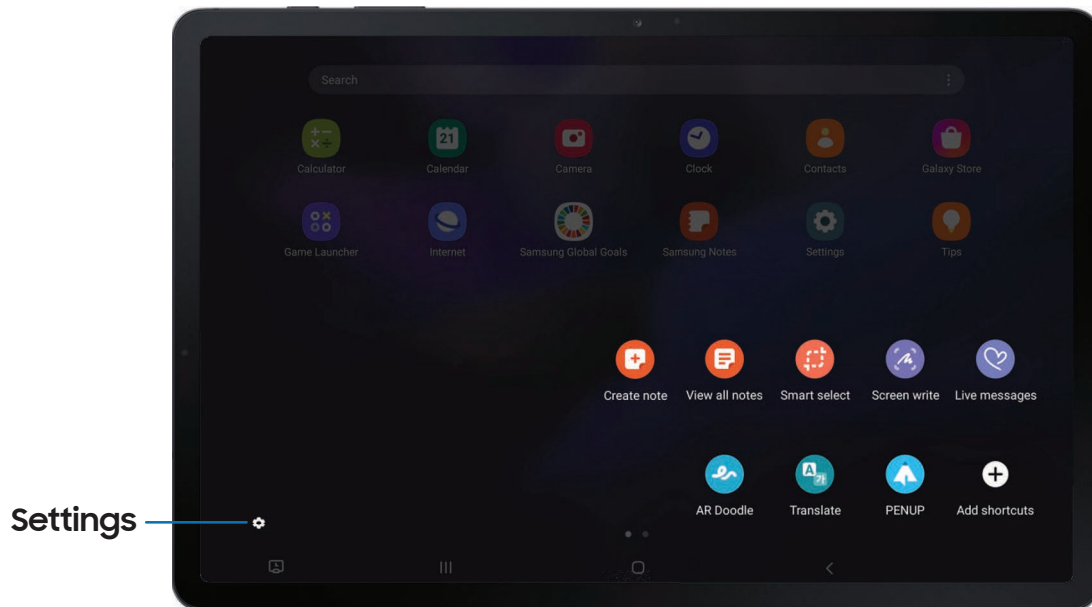 Search
21
Calculator Calendar Camera Clock Contacts Galaxy Store
Game Launcher Internet Samsung Global Goals Samsung Notes Settings Tips
Create note View all notes Smart select Screen write Live messages
A 가
AR Doodle Translate PENUP Add shortcuts
Settings